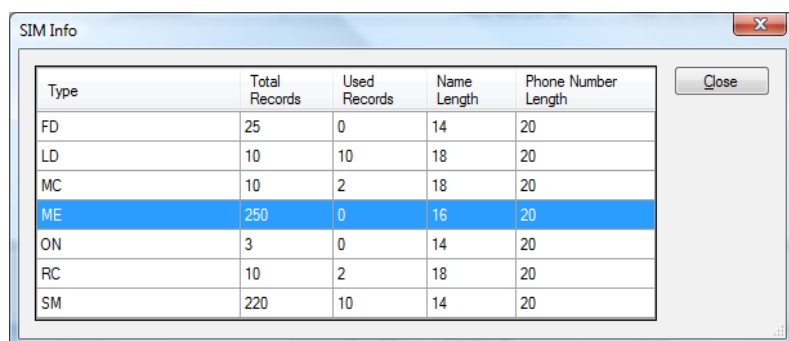 SIM Info
Type Total Records Used Records Name Length Phone Number Length
Close
FD 25 0 14 20
LD 10 10 18 20
MC 10 2 18 20
ME 250 0 16 20
ON 3 0 14 20
RC 10 2 18 20
SM 220 10 14 20